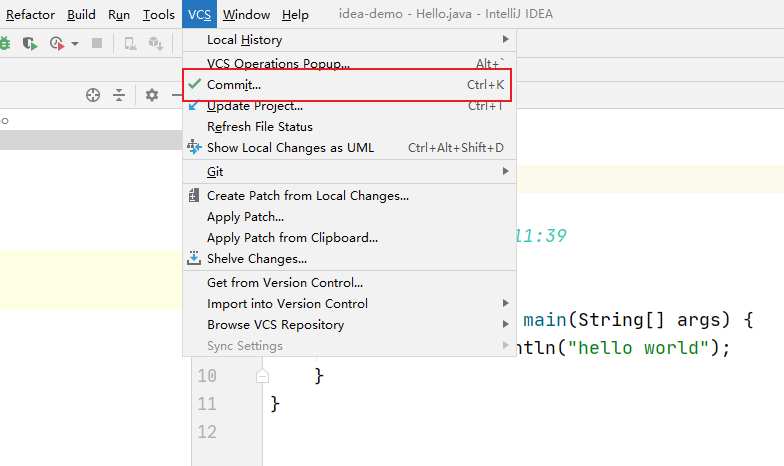 Refactor Build Run Tools VCS Window Help idea-demo - Hello.java - IntelliJ IDEA
Local History
VCS Operations Popup... Alt+`
Commit... Ctrl+K
Update Project... Ctrl+T
Refresh File Status
Show Local Changes as UML Ctrl+Alt+Shift+D
Git
Create Patch from Local Changes...
Apply Patch...
Apply Patch from Clipboard...
Shelve Changes...
Get from Version Control...
Import into Version Control
Browse VCS Repository
Sync Settings
11:39
main(String[] args) {
ntln("hello world");
10 }
11 }
12